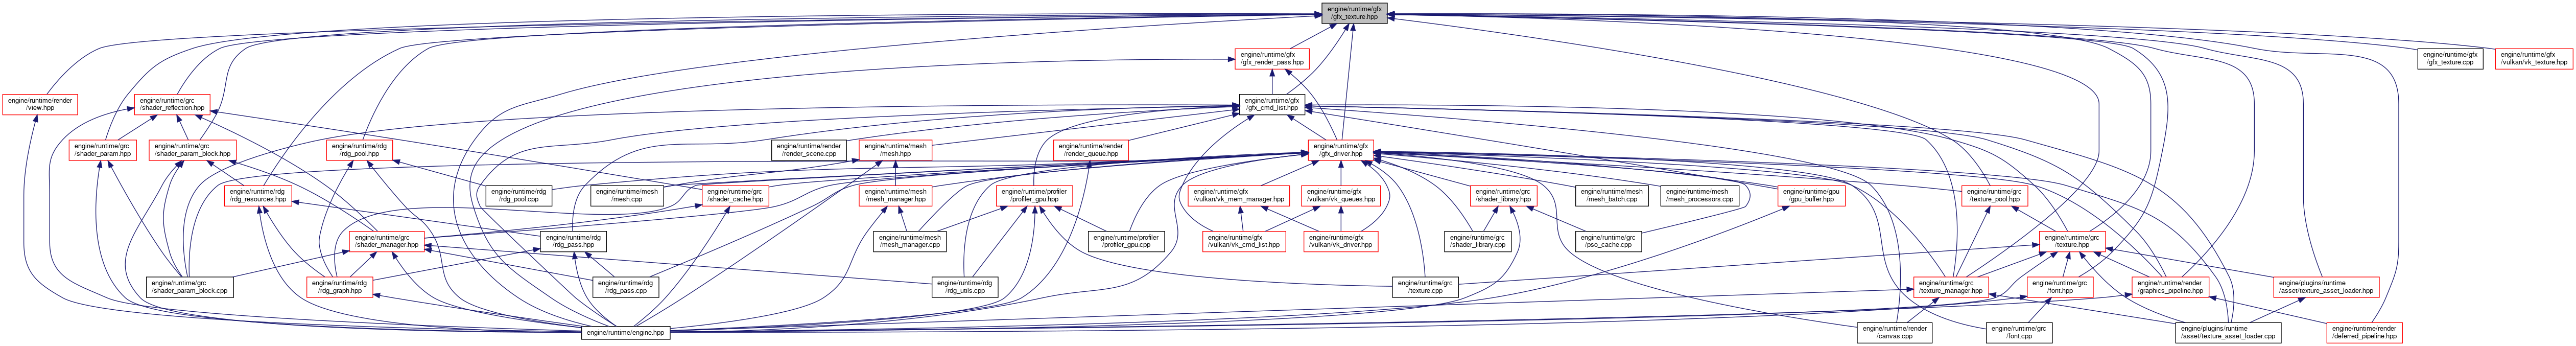 engine/runtime/gfx
/gfx_texture.hpp
engine/runtime/gfx
/gfx_render_pass.hpp
engine/runtime/gfx
/gfx_texture.cpp
engine/runtime/gfx
/vulkan/vk_texture.hpp
engine/runtime/render
/view.hpp
engine/runtime/grc
/shader_reflection.hpp
engine/runtime/gfx
/gfx_cmd_list.hpp
engine/runtime/grc
/shader_param.hpp
engine/runtime/grc
/shader_param_block.hpp
engine/runtime/rdg
/rdg_pool.hpp
engine/runtime/render
/render_scene.cpp
engine/runtime/mesh
/mesh.hpp
engine/runtime/render
/render_queue.hpp
engine/runtime/gfx
/gfx_driver.hpp
engine/runtime/rdg
/rdg_resources.hpp
engine/runtime/rdg
/rdg_pool.cpp
engine/runtime/mesh
/mesh.cpp
engine/runtime/grc
/shader_cache.hpp
engine/runtime/mesh
/mesh_manager.hpp
engine/runtime/profiler
/profiler_gpu.hpp
engine/runtime/gfx
/vulkan/vk_mem_manager.hpp
engine/runtime/gfx
/vulkan/vk_queues.hpp
engine/runtime/grc
/shader_library.hpp
engine/runtime/mesh
/mesh_batch.cpp
engine/runtime/mesh
/mesh_processors.cpp
engine/runtime/gpu
/gpu_buffer.hpp
engine/runtime/grc
/texture_pool.hpp
engine/runtime/grc
/shader_manager.hpp
engine/runtime/rdg
/rdg_pass.hpp
engine/runtime/mesh
/mesh_manager.cpp
engine/runtime/profiler
/profiler_gpu.cpp
engine/runtime/gfx
/vulkan/vk_cmd_list.hpp
engine/runtime/gfx
/vulkan/vk_driver.hpp
engine/runtime/grc
/shader_library.cpp
engine/runtime/grc
/pso_cache.cpp
engine/runtime/grc
/texture.hpp
engine/runtime/grc
/shader_param_block.cpp
engine/runtime/rdg
/rdg_graph.hpp
engine/runtime/rdg
/rdg_pass.cpp
engine/runtime/rdg
/rdg_utils.cpp
engine/runtime/grc
/texture.cpp
engine/runtime/grc
/texture_manager.hpp
engine/runtime/grc
/font.hpp
engine/runtime/render
/graphics_pipeline.hpp
engine/plugins/runtime
/asset/texture_asset_loader.hpp
engine/runtime/engine.hpp
engine/runtime/render
/canvas.cpp
engine/runtime/grc
/font.cpp
engine/plugins/runtime
/asset/texture_asset_loader.cpp
engine/runtime/render
/deferred_pipeline.hpp